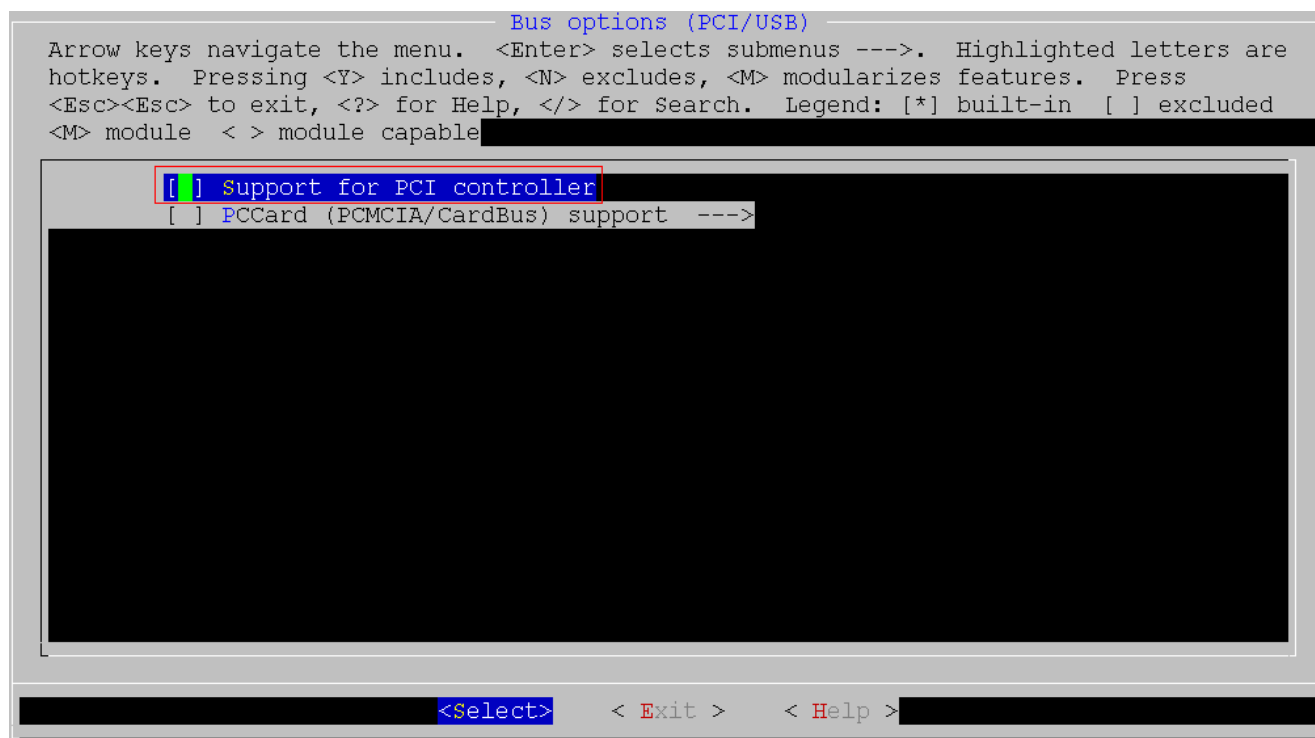 Bus options (PCI/USB)
Arrow keys navigate the menu.  <Enter> selects submenus --->.  Highlighted letters are
hotkeys.  Pressing <Y> includes, <N> excludes, <M> modularizes features.  Press
<Esc><Esc> to exit, <?> for Help, </> for Search.  Legend: [*] built-in  [ ] excluded
<M> module  < > module capable
[ ] Support for PCI controller
[ ] PCCard (PCMCIA/CardBus) support  --->
<Select>    < Exit >    < Help >